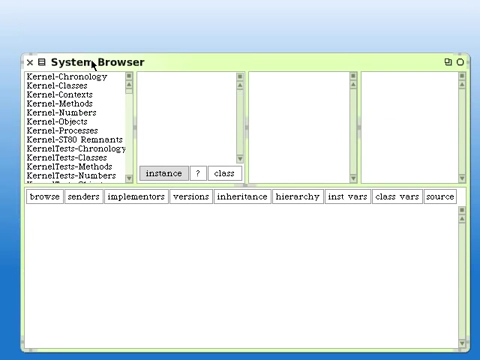 System Browser
Kernel-Chronology
Kernel-Classes
Kernel-Contexts
Kernel-Methods
Kernel-Numbers
Kernel-Objects
Kernel-Processes
Kernel-ST80 Remnants
KernelTests-Chronology
KernelTests-Classes
KernelTests-Methods
KernelTests-Numbers
instance ? class
browse senders implementors versions inheritance hierarchy inst vars class vars source